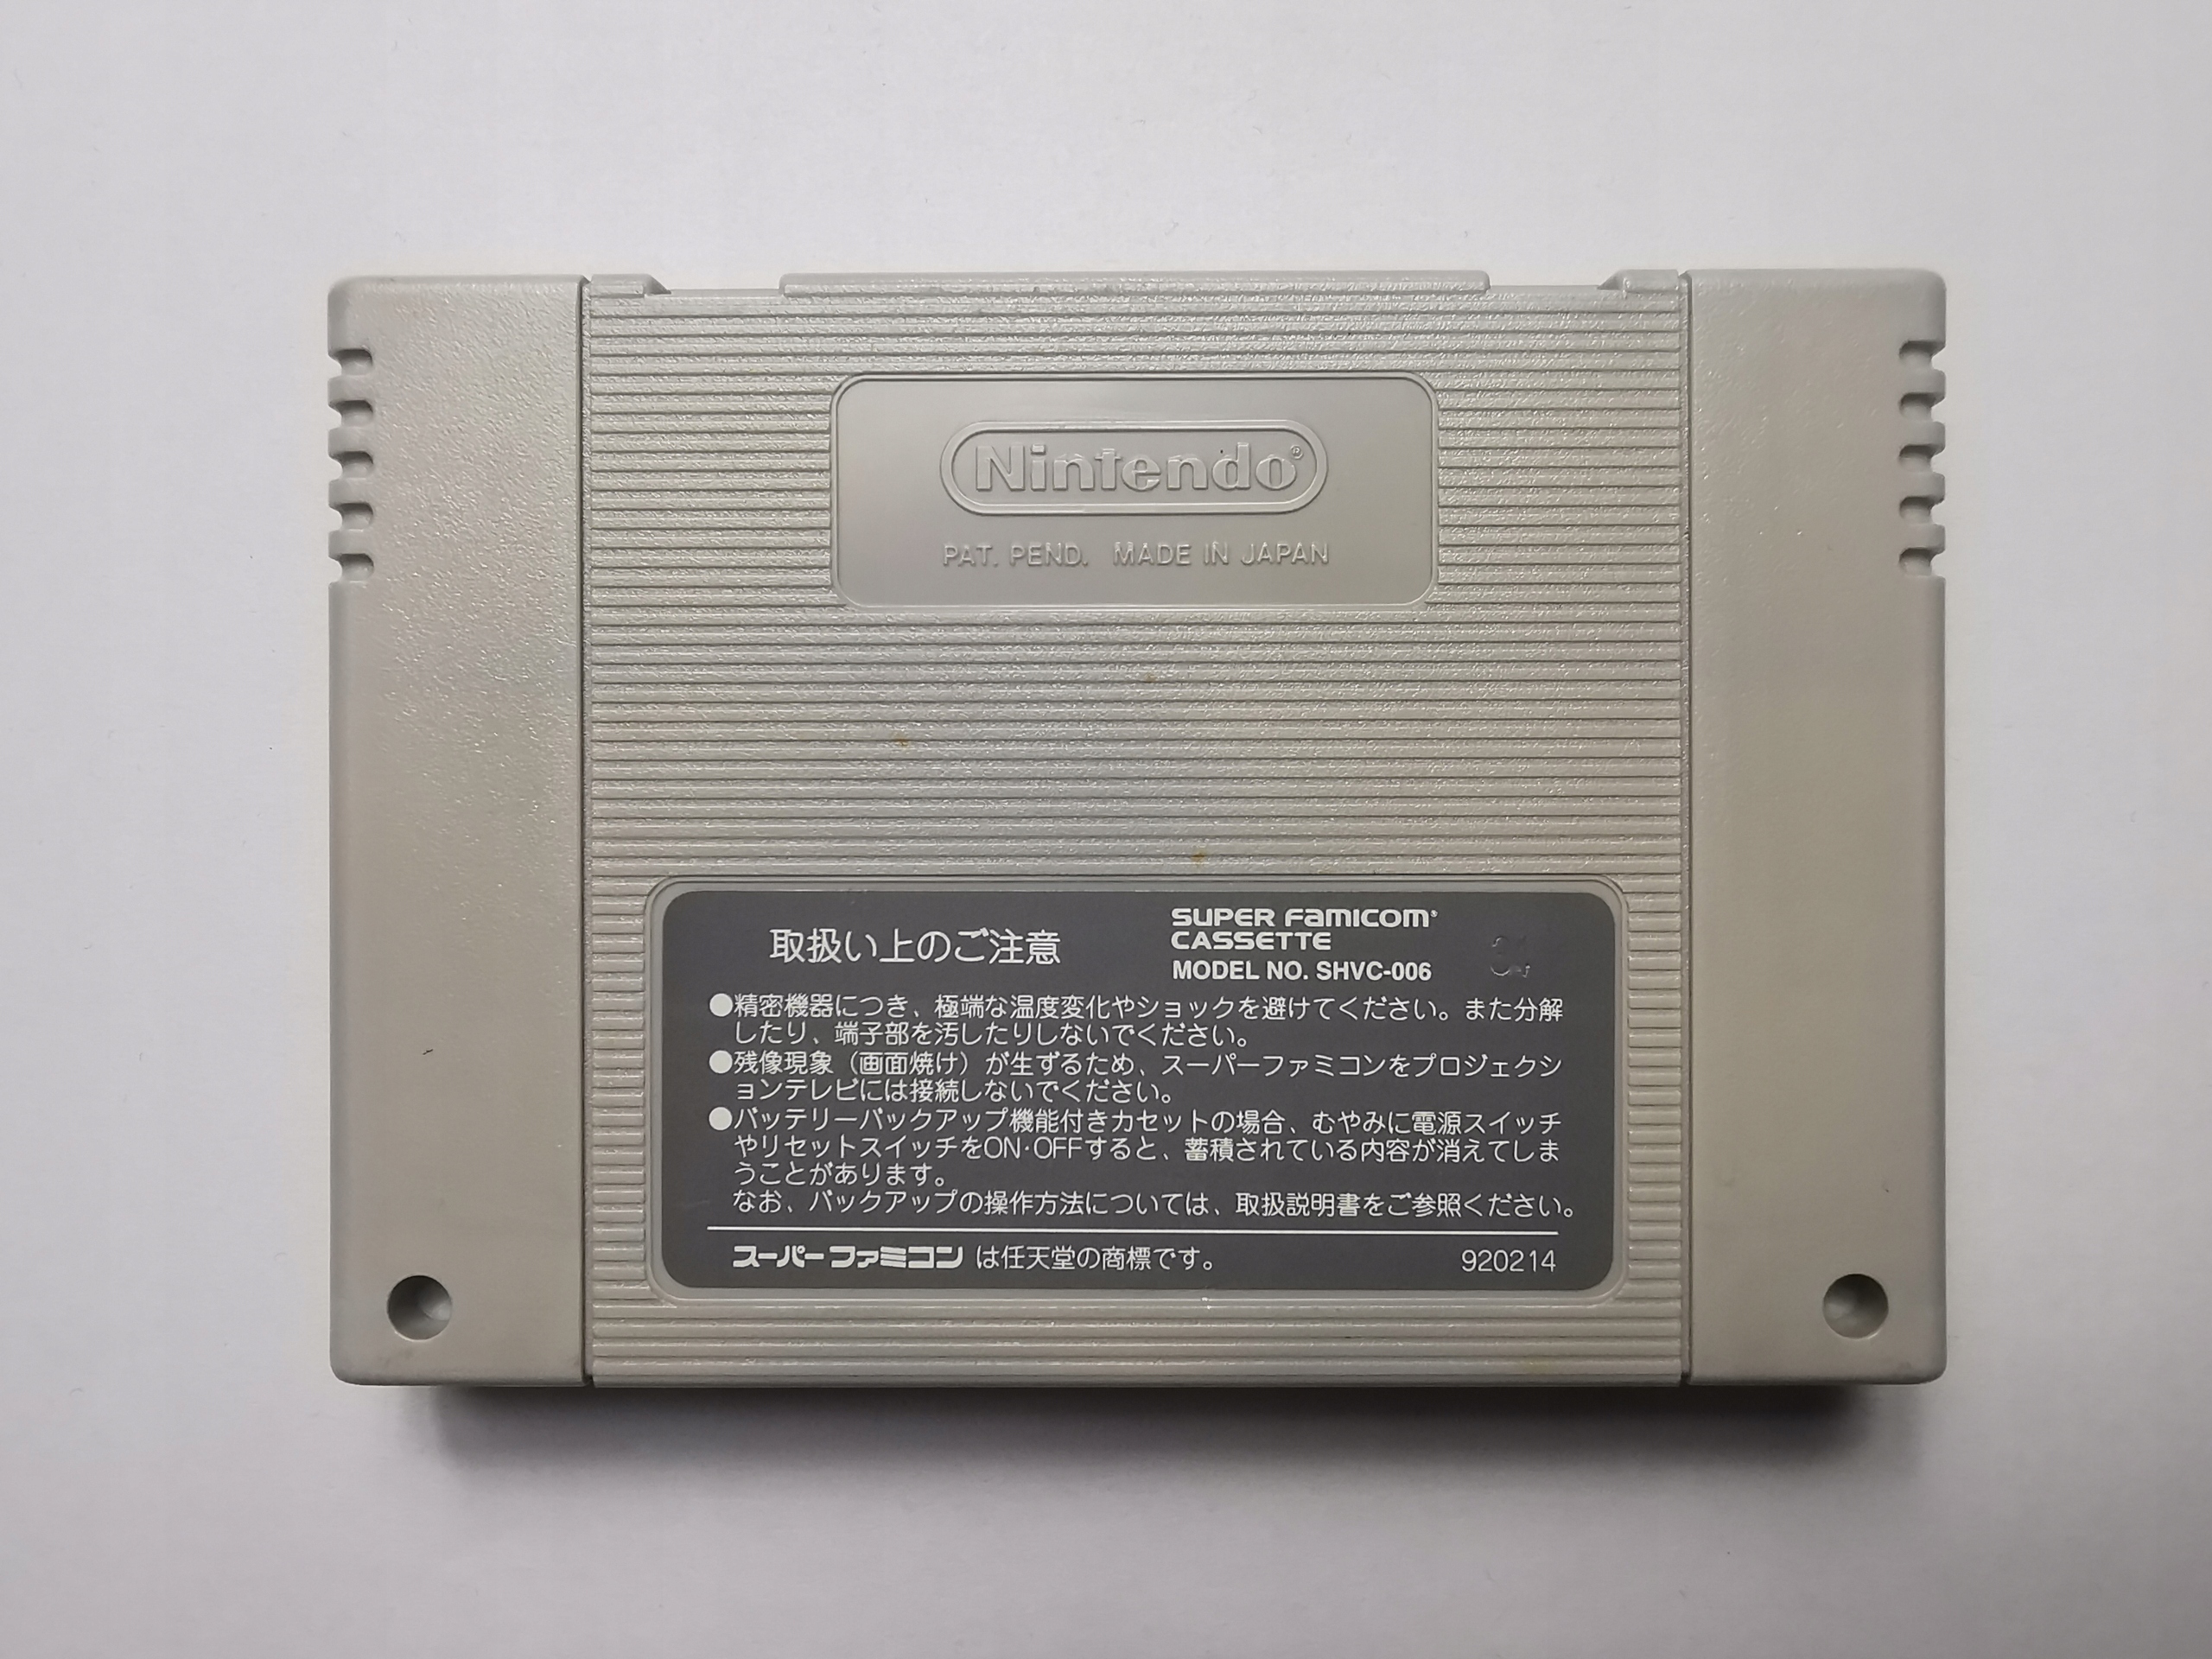 Nintendo®
PAT. PEND. MADE IN JAPAN
取扱い上のご注意
SUPER FAMICOM®
CASSETTE
MODEL NO. SHVC-006
●精密機器につき、極端な温度変化やショックを避けてください。また分解
したり、端子部を汚したりしないでください。
●残像現象（画面焼け）が生ずるため、スーパーファミコンをプロジェクシ
ョンテレビには接続しないでください。
●バッテリーバックアップ機能付きカセットの場合、むやみに電源スイッチ
やリセットスイッチをON·OFFすると、蓄積されている内容が消えてしま
うことがあります。
なお、バックアップの操作方法については、取扱説明書をご参照ください。
スーパーファミコン は任天堂の商標です。
920214